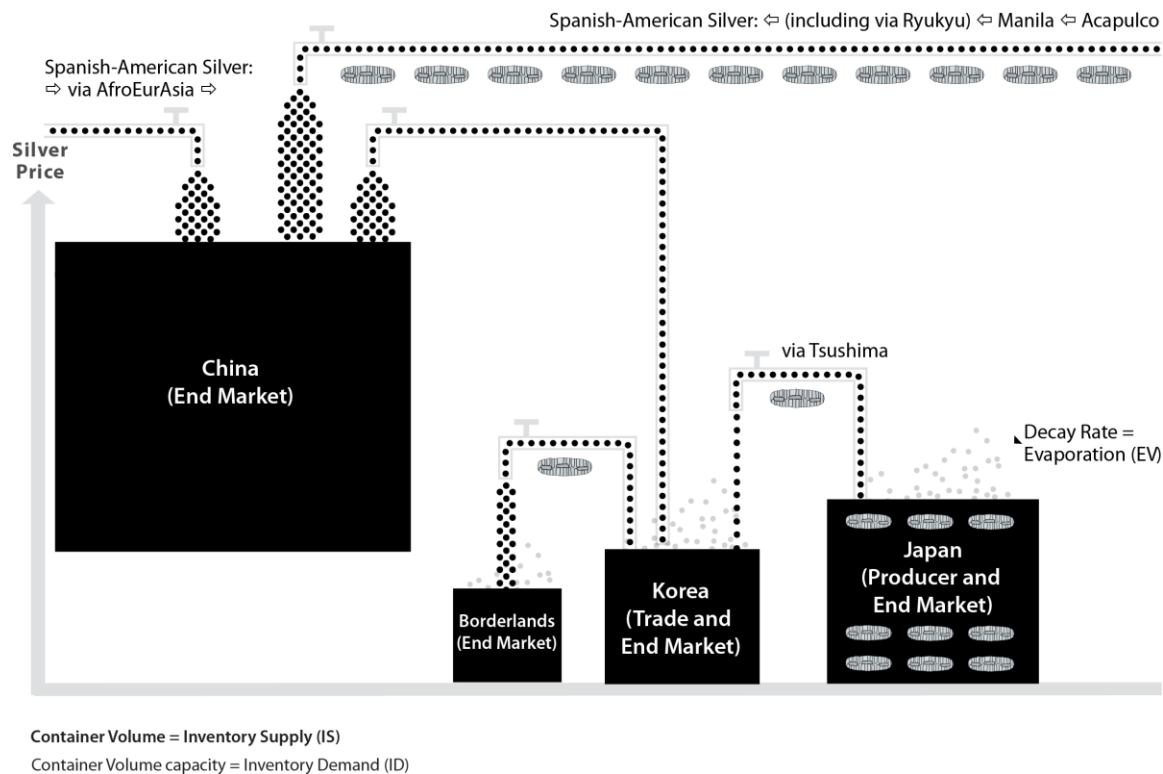 Spanish-American Silver: ⇦ (including via Ryukyu) ⇦ Manila ⇦ Acapulco
Spanish-American Silver:
⇨ via AfroEurAsia ⇨
Silver
Price
China
(End Market)
via Tsushima
Decay Rate =
Evaporation (EV)
Borderlands
(End Market)
Korea
(Trade and
End Market)
Japan
(Producer and
End Market)
Container Volume = Inventory Supply (IS)
Container Volume capacity = Inventory Demand (ID)